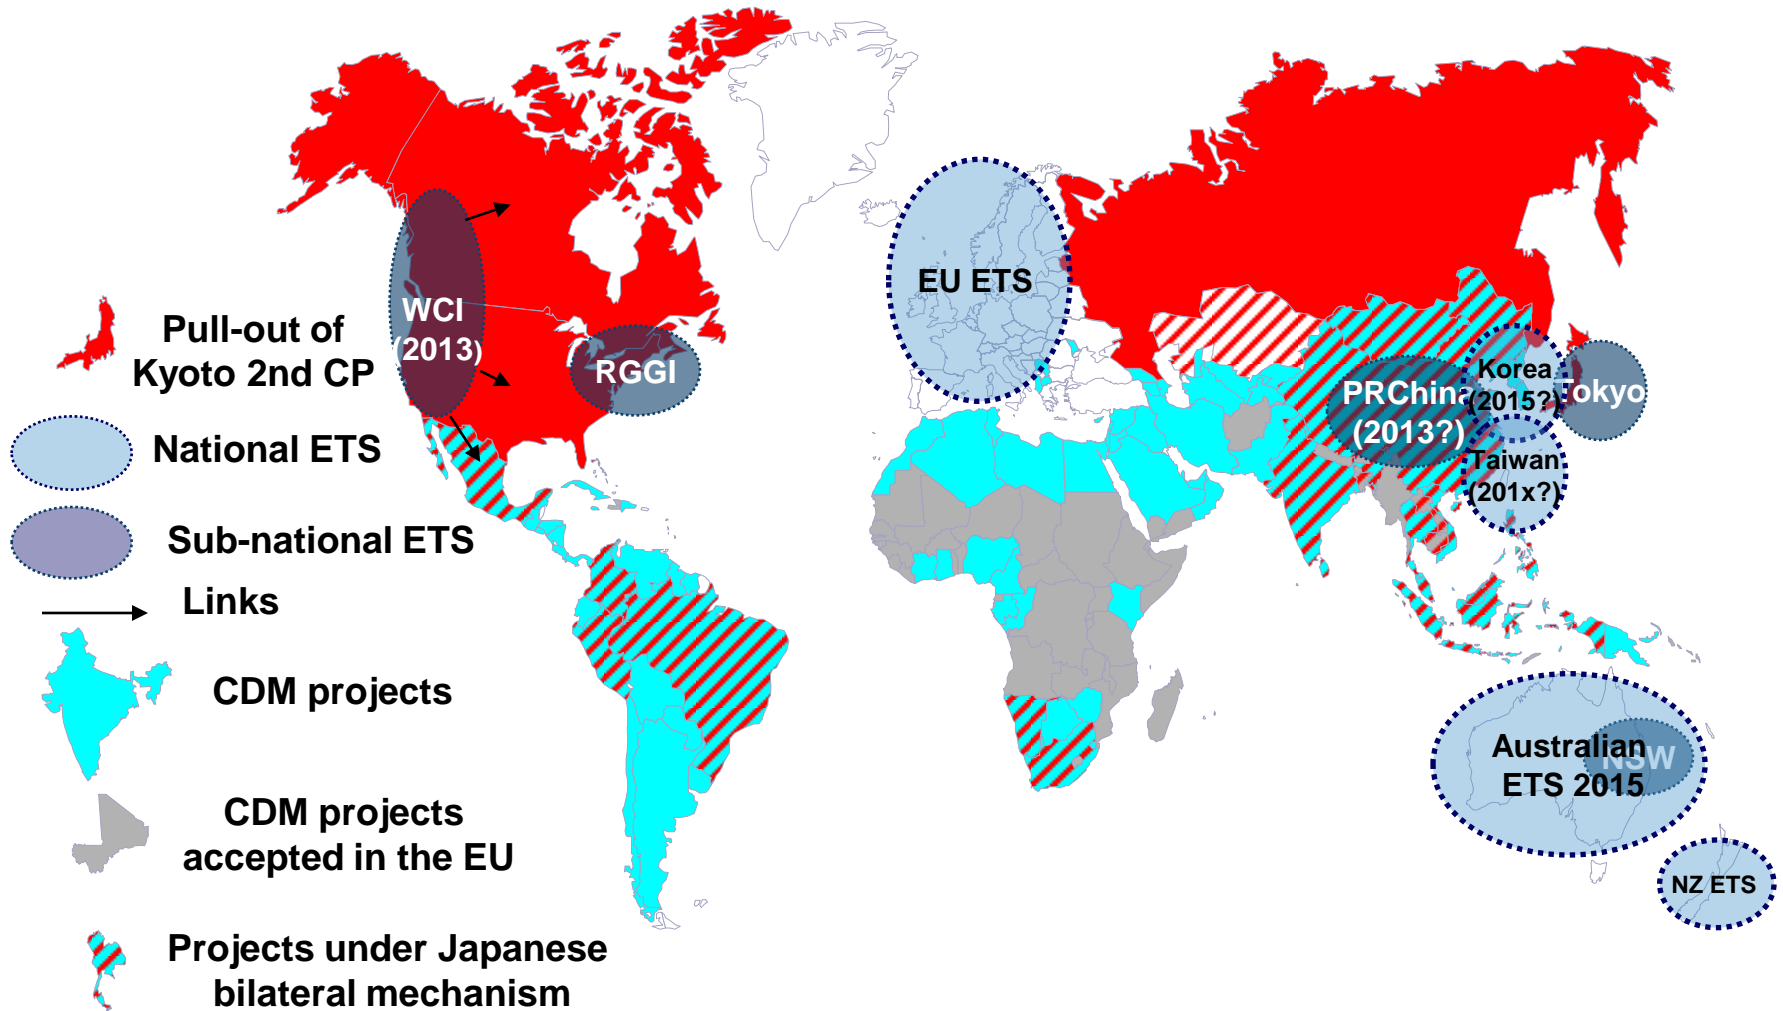 Pull-out of
Kyoto 2nd CP
National ETS
Sub-national ETS
Links
CDM projects
CDM projects
accepted in the EU
Projects under Japanese
bilateral mechanism
WCI
(2013)
RGGI
EU ETS
PRChina
(2013?)
Korea
(2015?)
Tokyo
Taiwan
(201x?)
Australian
ETS 2015
NSW
NZ ETS